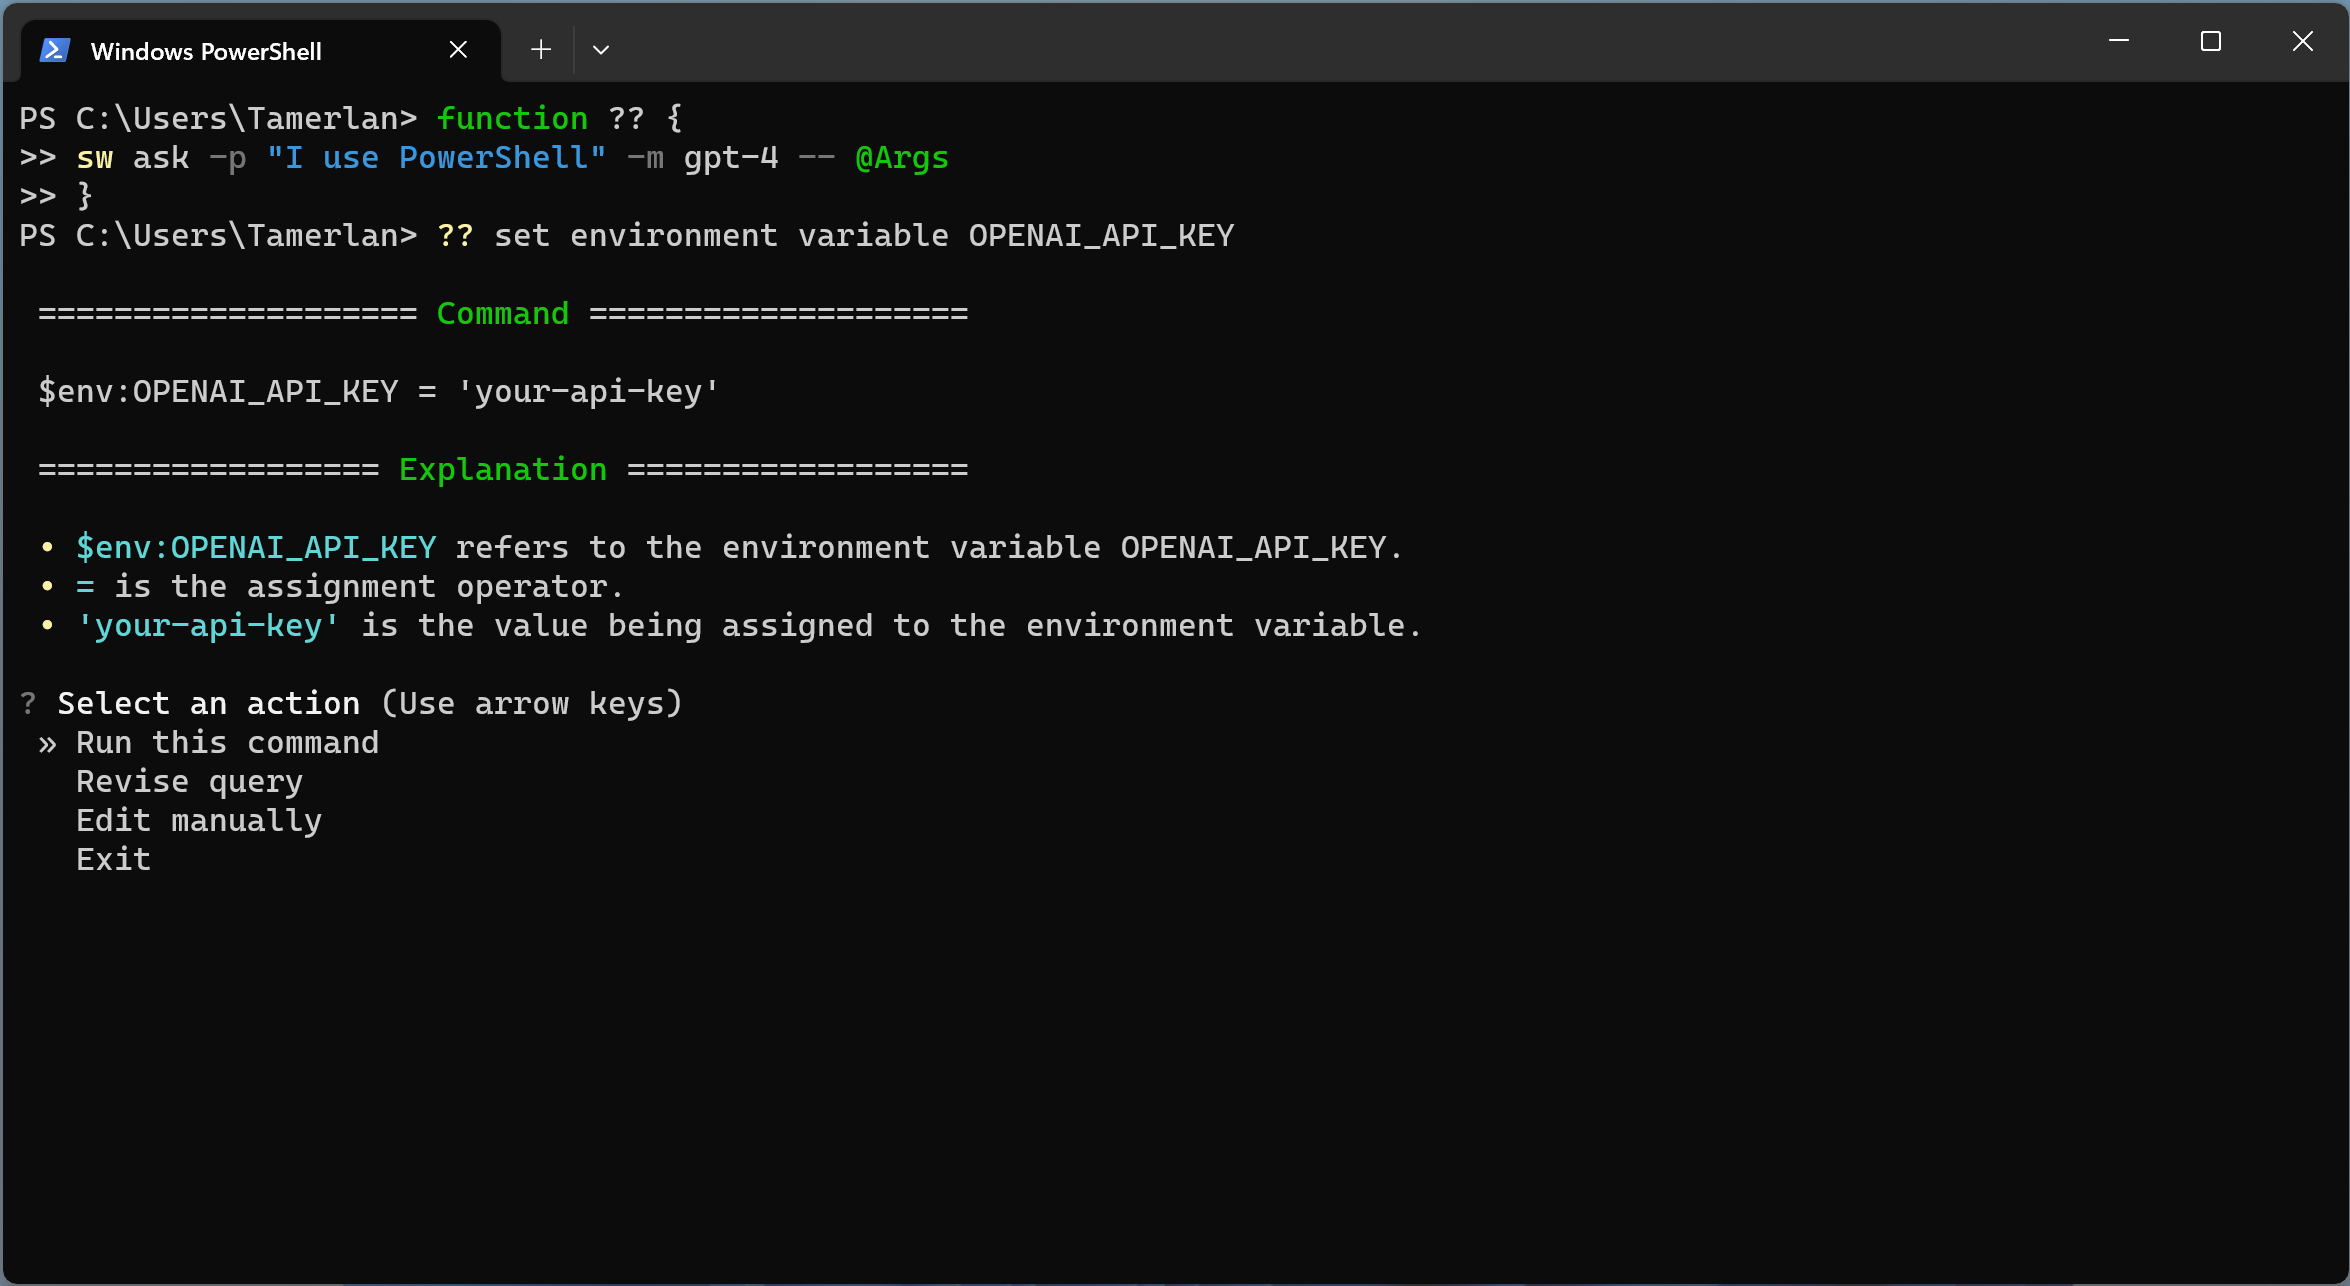 Windows PowerShell
PS C:\Users\Tamerlan> function ?? {
>> sw ask -p "I use PowerShell" -m gpt-4 -- @Args
>> }
PS C:\Users\Tamerlan> ?? set environment variable OPENAI_API_KEY
==================== Command ====================
$env:OPENAI_API_KEY = 'your-api-key'
================== Explanation ==================
• $env:OPENAI_API_KEY refers to the environment variable OPENAI_API_KEY.
• = is the assignment operator.
• 'your-api-key' is the value being assigned to the environment variable.
? Select an action (Use arrow keys)
» Run this command
Revise query
Edit manually
Exit